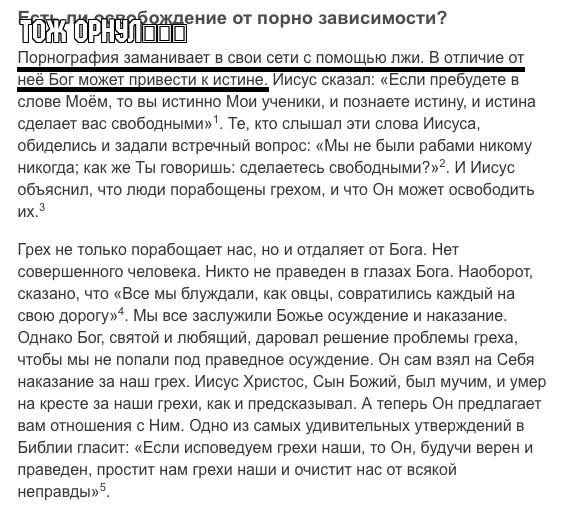 Есть ли освобождение от порно зависимости?
ТОЖ ОРНУЛ□□□
Порнография заманивает в свои сети с помощью лжи. В отличие от
неё Бог может привести к истине. Иисус сказал: «Если пребудете в
слове Моём, то вы истинно Мои ученики, и познаете истину, и истина
сделает вас свободными»¹. Те, кто слышал эти слова Иисуса,
обиделись и задали встречный вопрос: «Мы не были рабами никому
никогда; как же Ты говоришь: сделаетесь свободными?»². И Иисус
объяснил, что люди порабощены грехом, и что Он может освободить
их.³
Грех не только порабощает нас, но и отдаляет от Бога. Нет
совершенного человека. Никто не праведен в глазах Бога. Наоборот,
сказано, что «Все мы блуждали, как овцы, совратились каждый на
свою дорогу»⁴. Мы все заслужили Божье осуждение и наказание.
Однако Бог, святой и любящий, даровал решение проблемы греха,
чтобы мы не попали под праведное осуждение. Он сам взял на Себя
наказание за наш грех. Иисус Христос, Сын Божий, был мучим, и умер
на кресте за наши грехи, как и предсказывал. А теперь Он предлагает
вам отношения с Ним. Одно из самых удивительных утверждений в
Библии гласит: «Если исповедуем грехи наши, то Он, будучи верен и
праведен, простит нам грехи наши и очистит нас от всякой
неправды»⁵.